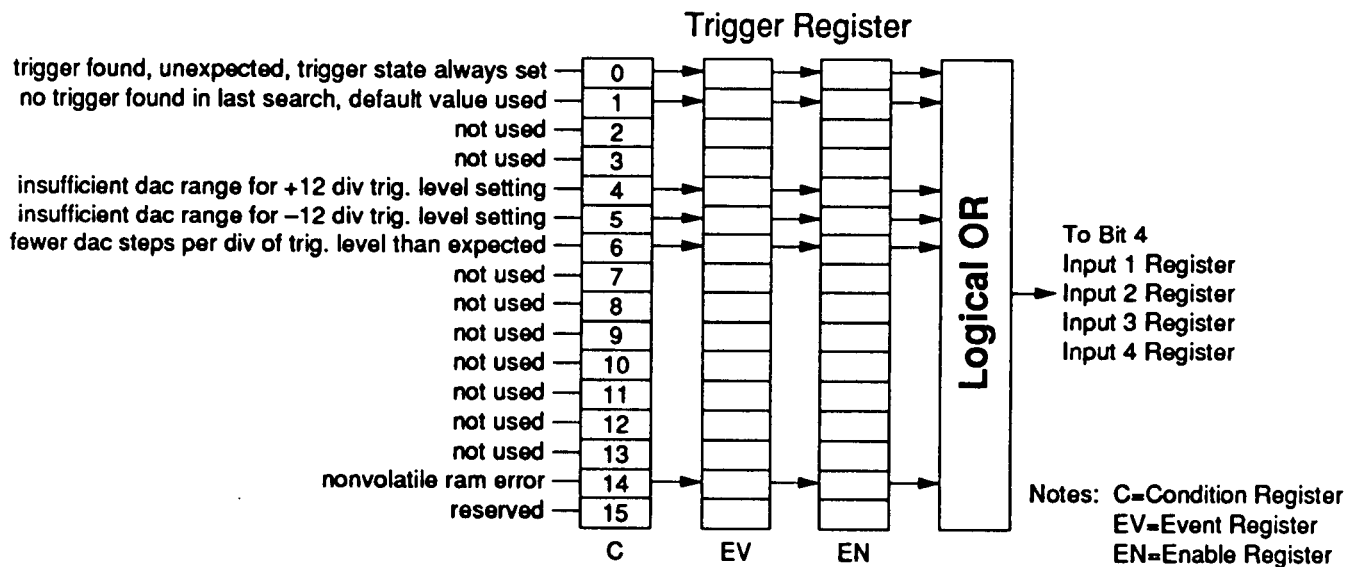 Trigger Register
trigger found, unexpected, trigger state always set
0
no trigger found in last search, default value used
1
not used
2
not used
3
insufficient dac range for +12 div trig. level setting
4
insufficient dac range for –12 div trig. level setting
5
fewer dac steps per div of trig. level than expected
6
not used
7
not used
8
not used
9
not used
10
not used
11
not used
12
not used
13
nonvolatile ram error
14
reserved
15
C
EV
EN
Logical OR
To Bit 4
Input 1 Register
Input 2 Register
Input 3 Register
Input 4 Register
Notes: C=Condition Register
EV=Event Register
EN=Enable Register